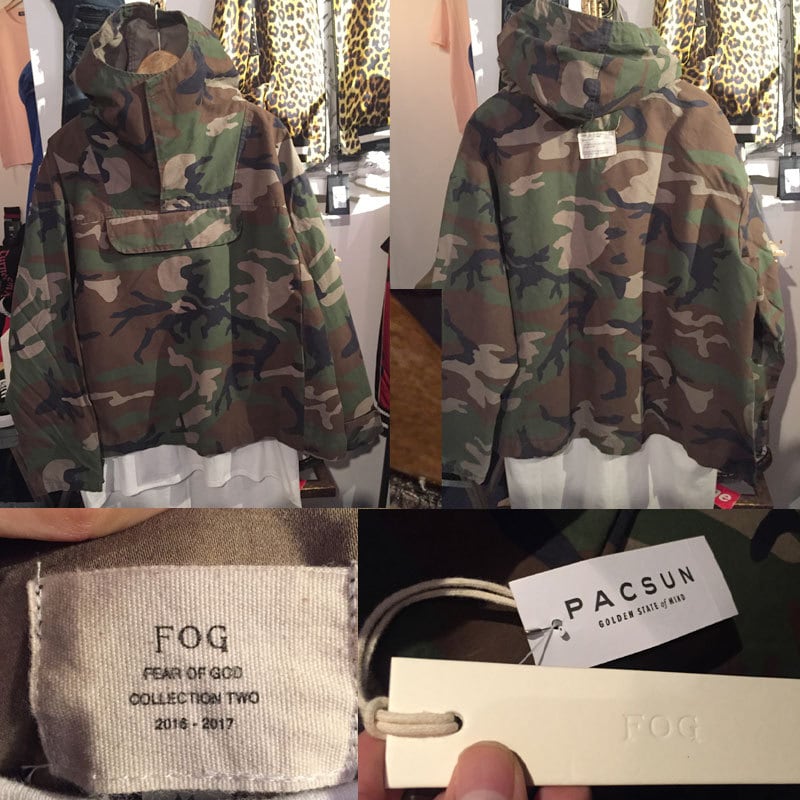 FOG
FEAR OF GOD
COLLECTION TWO
2016 - 2017
PACSUN
GOLDEN STATE of MIND
FOG